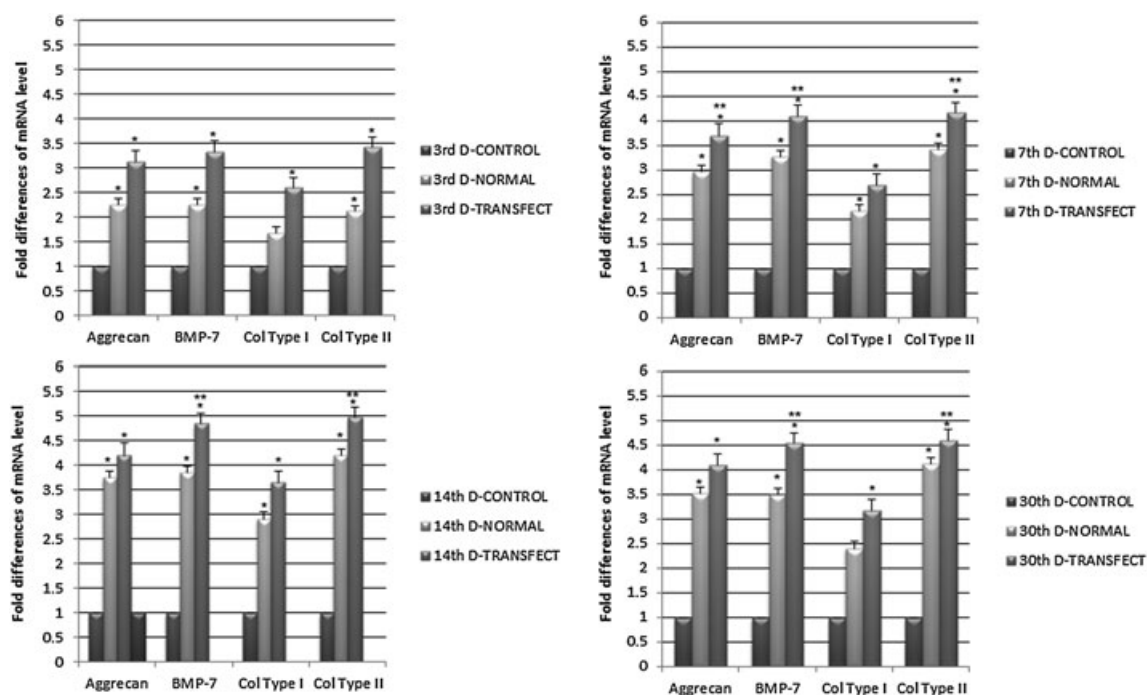 Fold differences of mRNA level
6
5.5
5
4.5
4
3.5
3
2.5
2
1.5
1
0.5
0
* * * * * * *
Aggrecan BMP-7 Col Type I Col Type II
3rd D-CONTROL
3rd D-NORMAL
3rd D-TRANSFECT
Fold differences of mRNA levels
6
5.5
5
4.5
4
3.5
3
2.5
2
1.5
1
0.5
0
* ** * * ** * * * * ** *
Aggrecan BMP-7 Col Type I Col Type II
7th D-CONTROL
7th D-NORMAL
7th D-TRANSFECT
Fold differences of mRNA level
6
5.5
5
4.5
4
3.5
3
2.5
2
1.5
1
0.5
0
* * * ** * * * * ** *
Aggrecan BMP-7 Col Type I Col Type II
14th D-CONTROL
14th D-NORMAL
14th D-TRANSFECT
Fold differences of mRNA level
6
5.5
5
4.5
4
3.5
3
2.5
2
1.5
1
0.5
0
* * * ** * * * ** *
Aggrecan BMP-7 Col Type I Col Type II
30th D-CONTROL
30th D-NORMAL
30th D-TRANSFECT